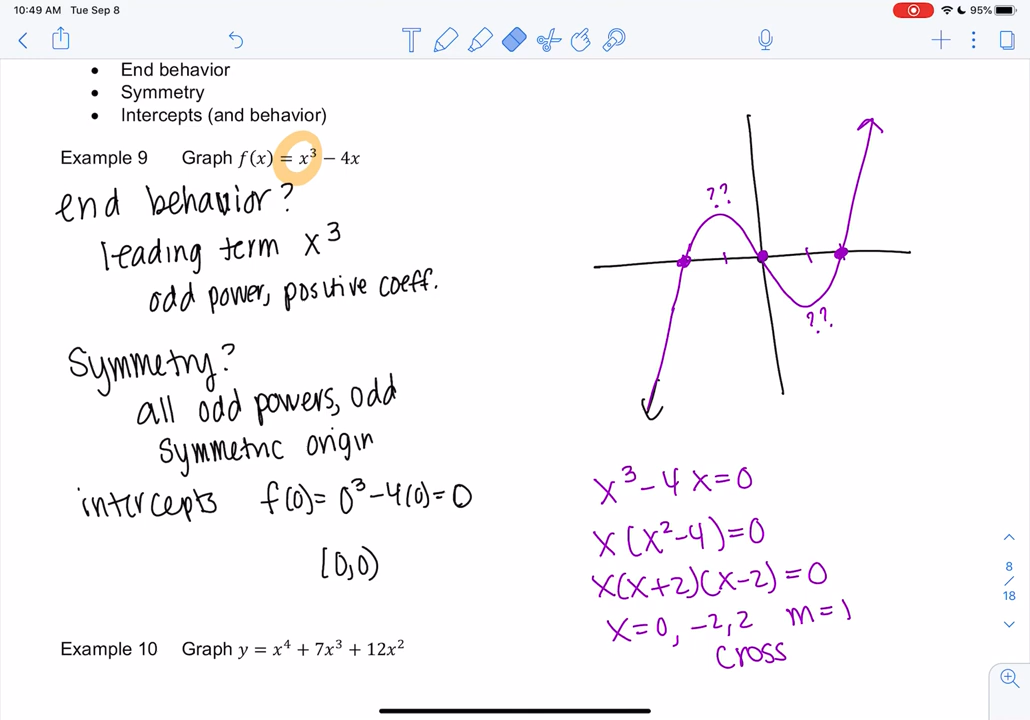 10:49 AM Tue Sep 8
95%
• End behavior
• Symmetry
• Intercepts (and behavior)
Example 9 Graph f(x) = x³ − 4x
end behavior?
leading term x³
odd power, positive coeff.
Symmetry?
all odd powers, odd
Symmetric origin
intercepts f(0)= 0³-4(0)=0
(0,0)
??
??
x³-4x=0
x(x²-4)=0
x(x+2)(x-2)=0
x=0, -2,2 m=1
cross
8
/
18
Example 10 Graph y = x⁴ + 7x³ + 12x²